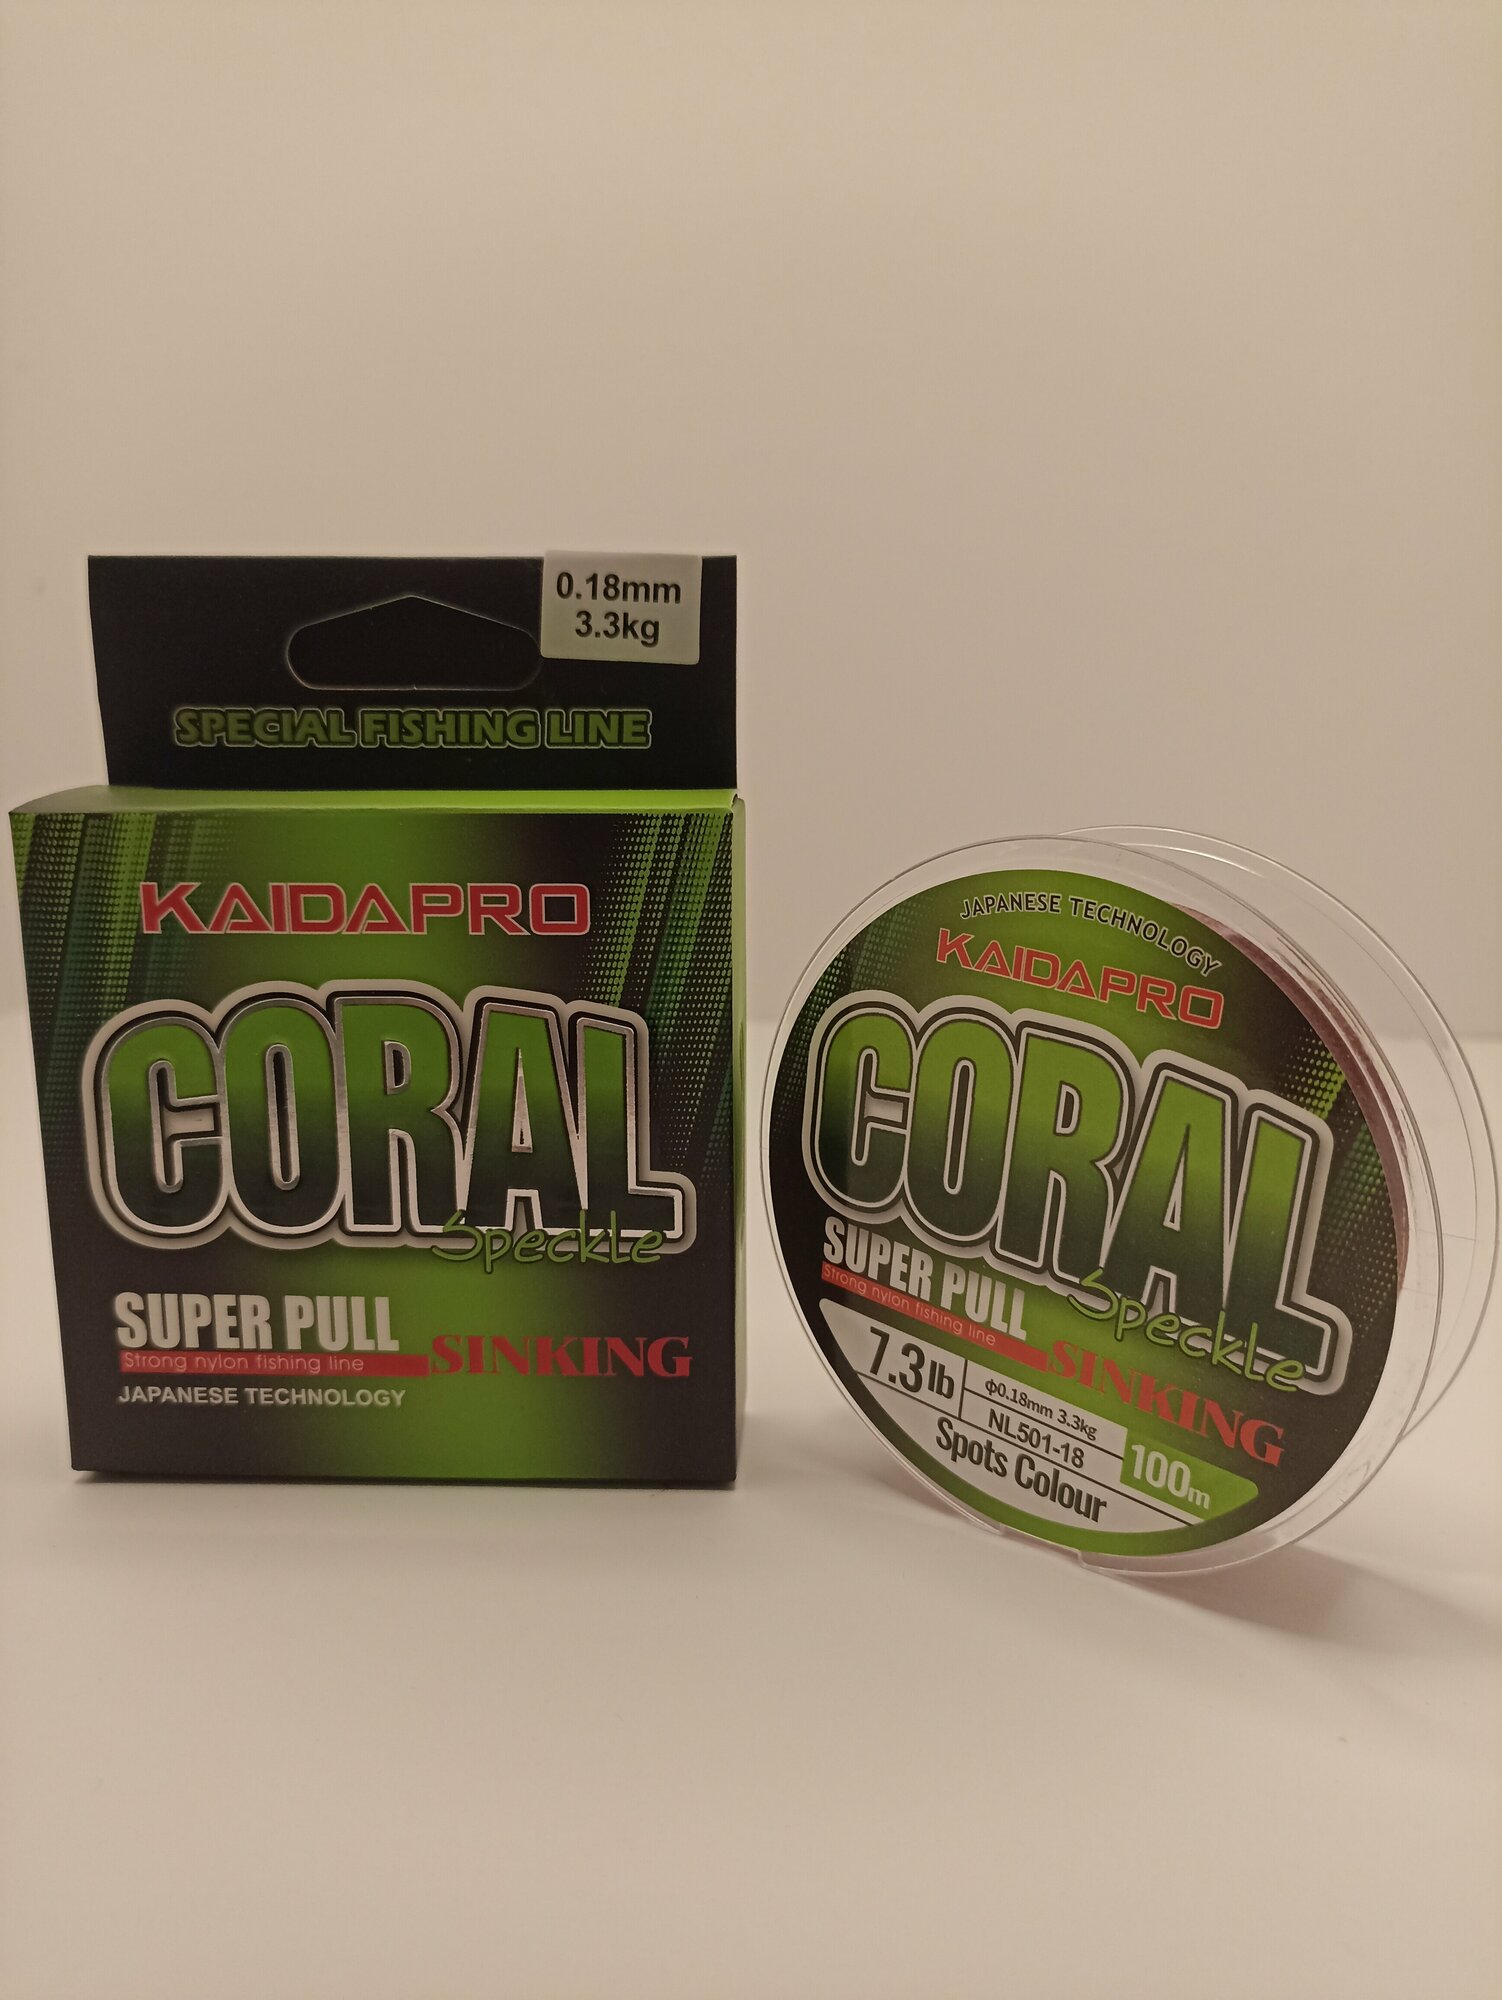 0.18mm
3.3kg
SPECIAL FISHING LINE
KAIDAPRO
CORAL
Speckle
SUPER PULL
Strong nylon fishing line
SINKING
JAPANESE TECHNOLOGY
JAPANESE TECHNOLOGY
KAIDAPRO
CORAL
Speckle
SUPER PULL
Strong nylon fishing line
SINKING
7.3lb
ф0.18mm 3.3kg
NL501-18
100m
Spots Colour